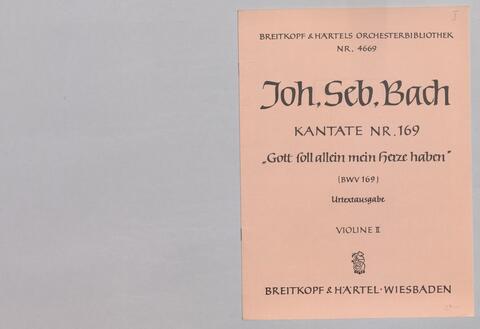 I
BREITKOPF & HÄRTELS ORCHESTERBIBLIOTHEK
NR. 4669
Joh. Seb. Bach
KANTATE NR. 169
„Gott soll allein mein Herze haben"
(BWV 169)
Urtextausgabe
VIOLINE II
BREITKOPF & HÄRTEL · WIESBADEN